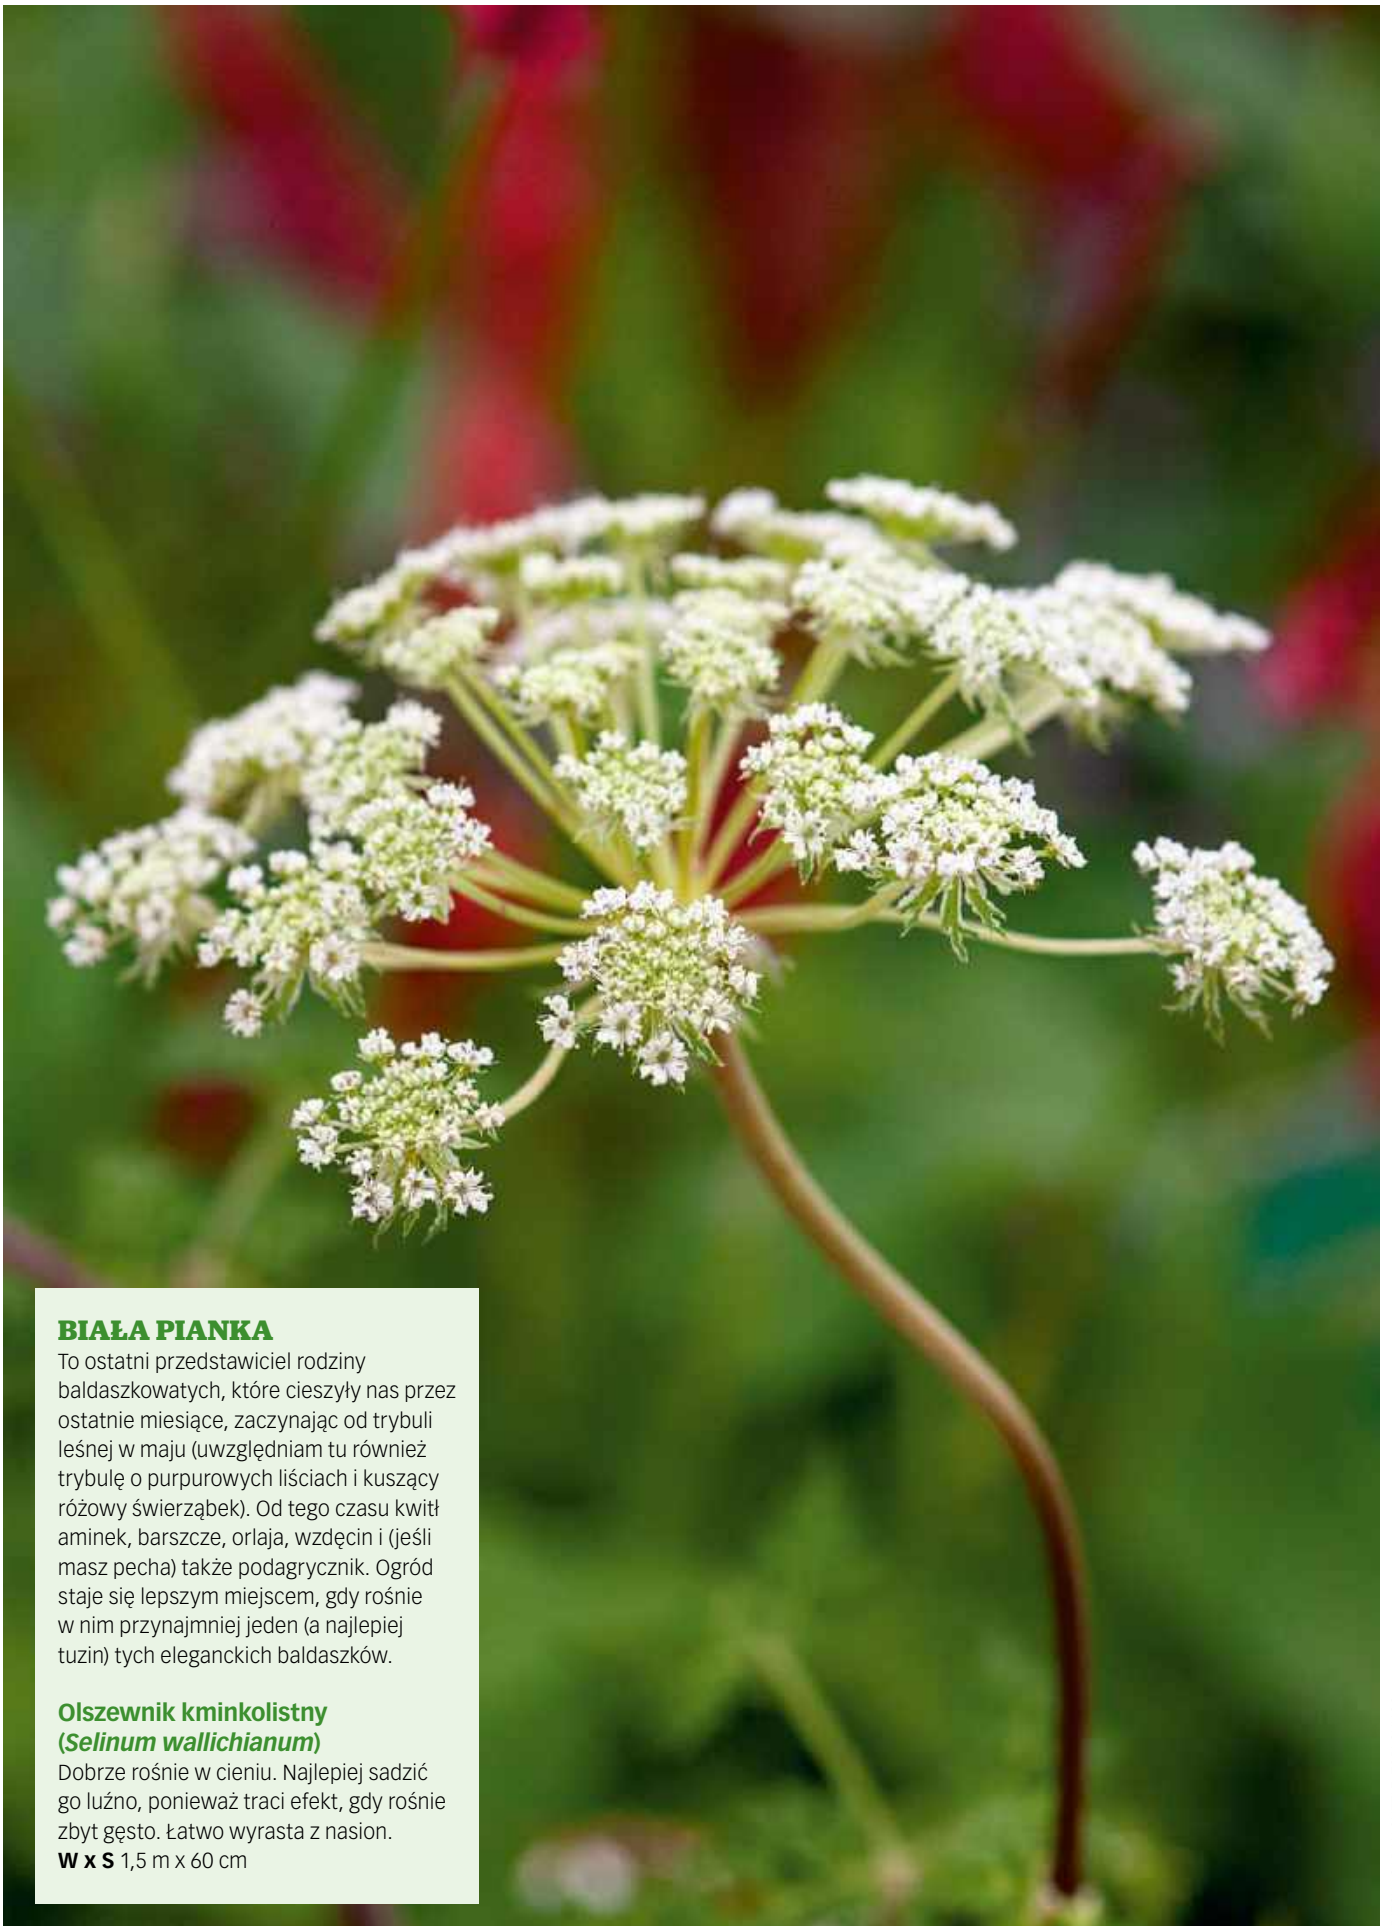 BIAŁA PIANKA
To ostatni przedstawiciel rodziny
baldaszkowatych, które cieszyły nas przez
ostatnie miesiące, zaczynając od trybuli
leśnej w maju (uwzględniam tu również
trybulę o purpurowych liściach i kuszący
różowy świerząbek). Od tego czasu kwitł
aminek, barszcze, orlaja, wzdęcin i (jeśli
masz pecha) także podagrycznik. Ogród
staje się lepszym miejscem, gdy rośnie
w nim przynajmniej jeden (a najlepiej
tuzin) tych eleganckich baldaszków.
Olszewnik kminkolistny
(Selinum wallichianum)
Dobrze rośnie w cieniu. Najlepiej sadzić
go luźno, ponieważ traci efekt, gdy rośnie
zbyt gęsto. Łatwo wyrasta z nasion.
W x S 1,5 m x 60 cm